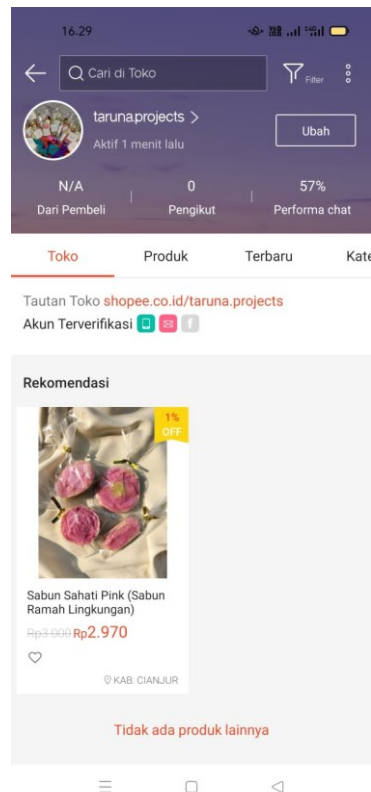 16.29
Cari di Toko
Filter
taruna.projects >
Aktif 1 menit lalu
Ubah
N/A
0
57%
Dari Pembeli
Pengikut
Performa chat
Toko
Produk
Terbaru
Kate
Tautan Toko shopee.co.id/taruna.projects
Akun Terverifikasi
f
Rekomendasi
1%
OFF
Sabun Sahati Pink (Sabun
Ramah Lingkungan)
Rp3.000 Rp2.970
KAB. CIANJUR
Tidak ada produk lainnya